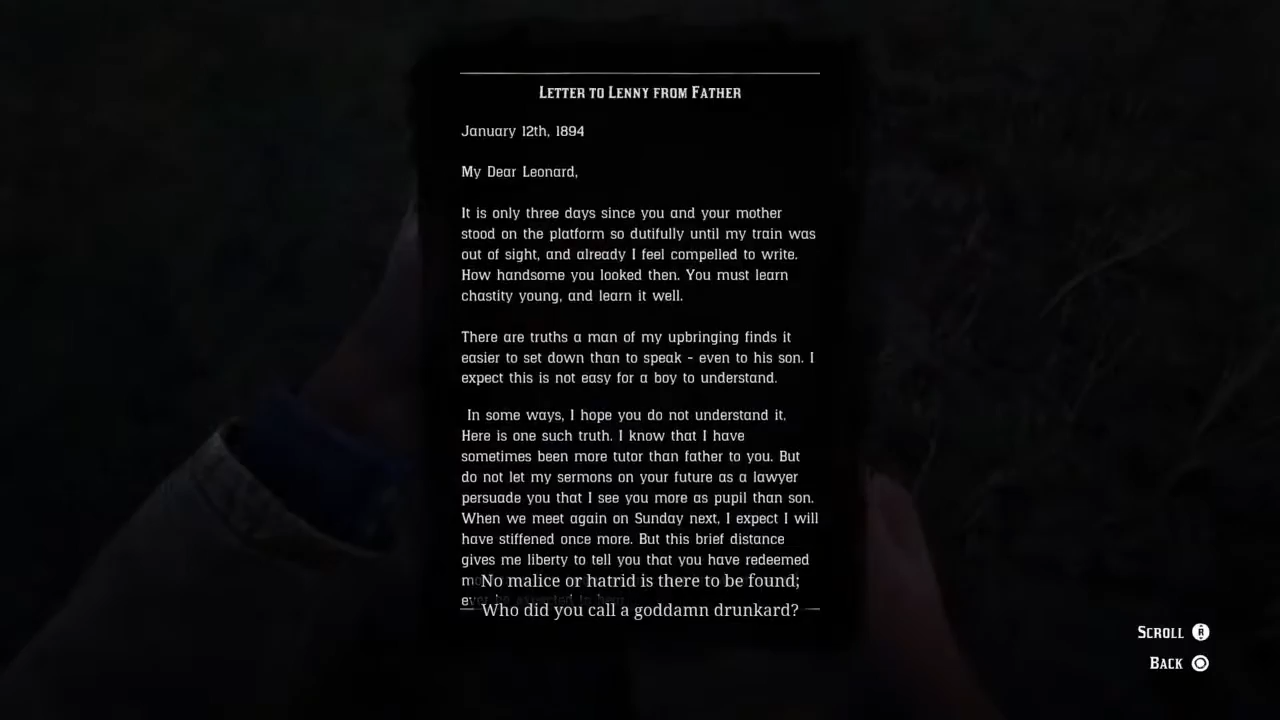 LETTER TO LENNY FROM FATHER
January 12th, 1894
My Dear Leonard,
It is only three days since you and your mother
stood on the platform so dutifully until my train was
out of sight, and already I feel compelled to write.
How handsome you looked then. You must learn
chastity young, and learn it well.
There are truths a man of my upbringing finds it
easier to set down than to speak - even to his son. I
expect this is not easy for a boy to understand.
In some ways, I hope you do not understand it.
Here is one such truth. I know that I have
sometimes been more tutor than father to you. But
do not let my sermons on your future as a lawyer
persuade you that I see you more as pupil than son.
When we meet again on Sunday next, I expect I will
have stiffened once more. But this brief distance
gives me liberty to tell you that you have redeemed
No malice or hatrid is there to be found;
Who did you call a goddamn drunkard?
SCROLL R
BACK